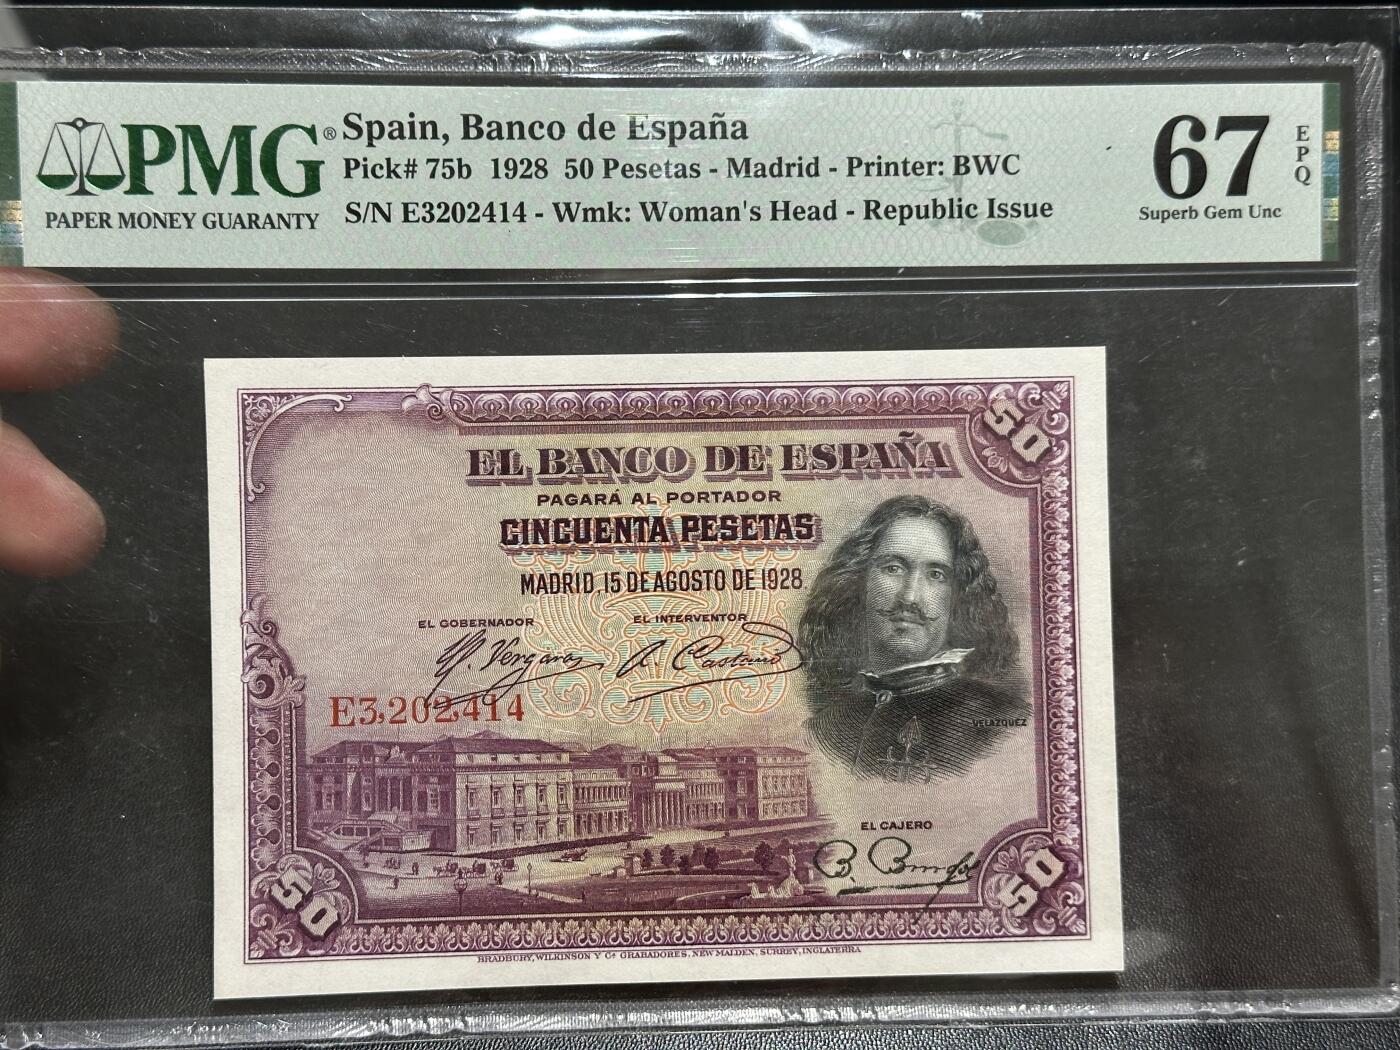 PMG®
PAPER MONEY GUARANTY
Spain, Banco de España
Pick# 75b 1928 50 Pesetas - Madrid - Printer: BWC
S/N E3202414 - Wmk: Woman's Head - Republic Issue
67
EPQ
Superb Gem Unc
50
EL BANCO DE ESPAÑA
PAGARÁ AL PORTADOR
CINCUENTA PESETAS
MADRID, 15 DE AGOSTO DE 1928
EL GOBERNADOR
EL INTERVENTOR
E3,202,414
VELAZQUEZ
EL CAJERO
50
50
BRADBURY, WILKINSON Y Cª GRABADORES, NEW MALDEN, SURREY, INGLATERRA